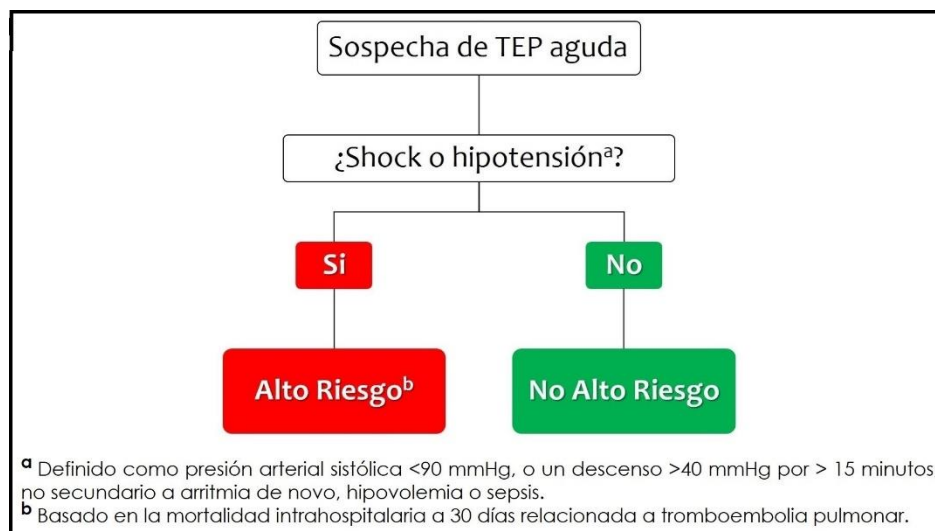 Sospecha de TEP aguda
¿Shock o hipotensiónª?
Si
No
Alto Riesgoᵇ
No Alto Riesgo
ª Definido como presión arterial sistólica <90 mmHg, o un descenso >40 mmHg por > 15 minutos
no secundario a arritmia de novo, hipovolemia o sepsis.
ᵇ Basado en la mortalidad intrahospitalaria a 30 días relacionada a tromboembolia pulmonar.